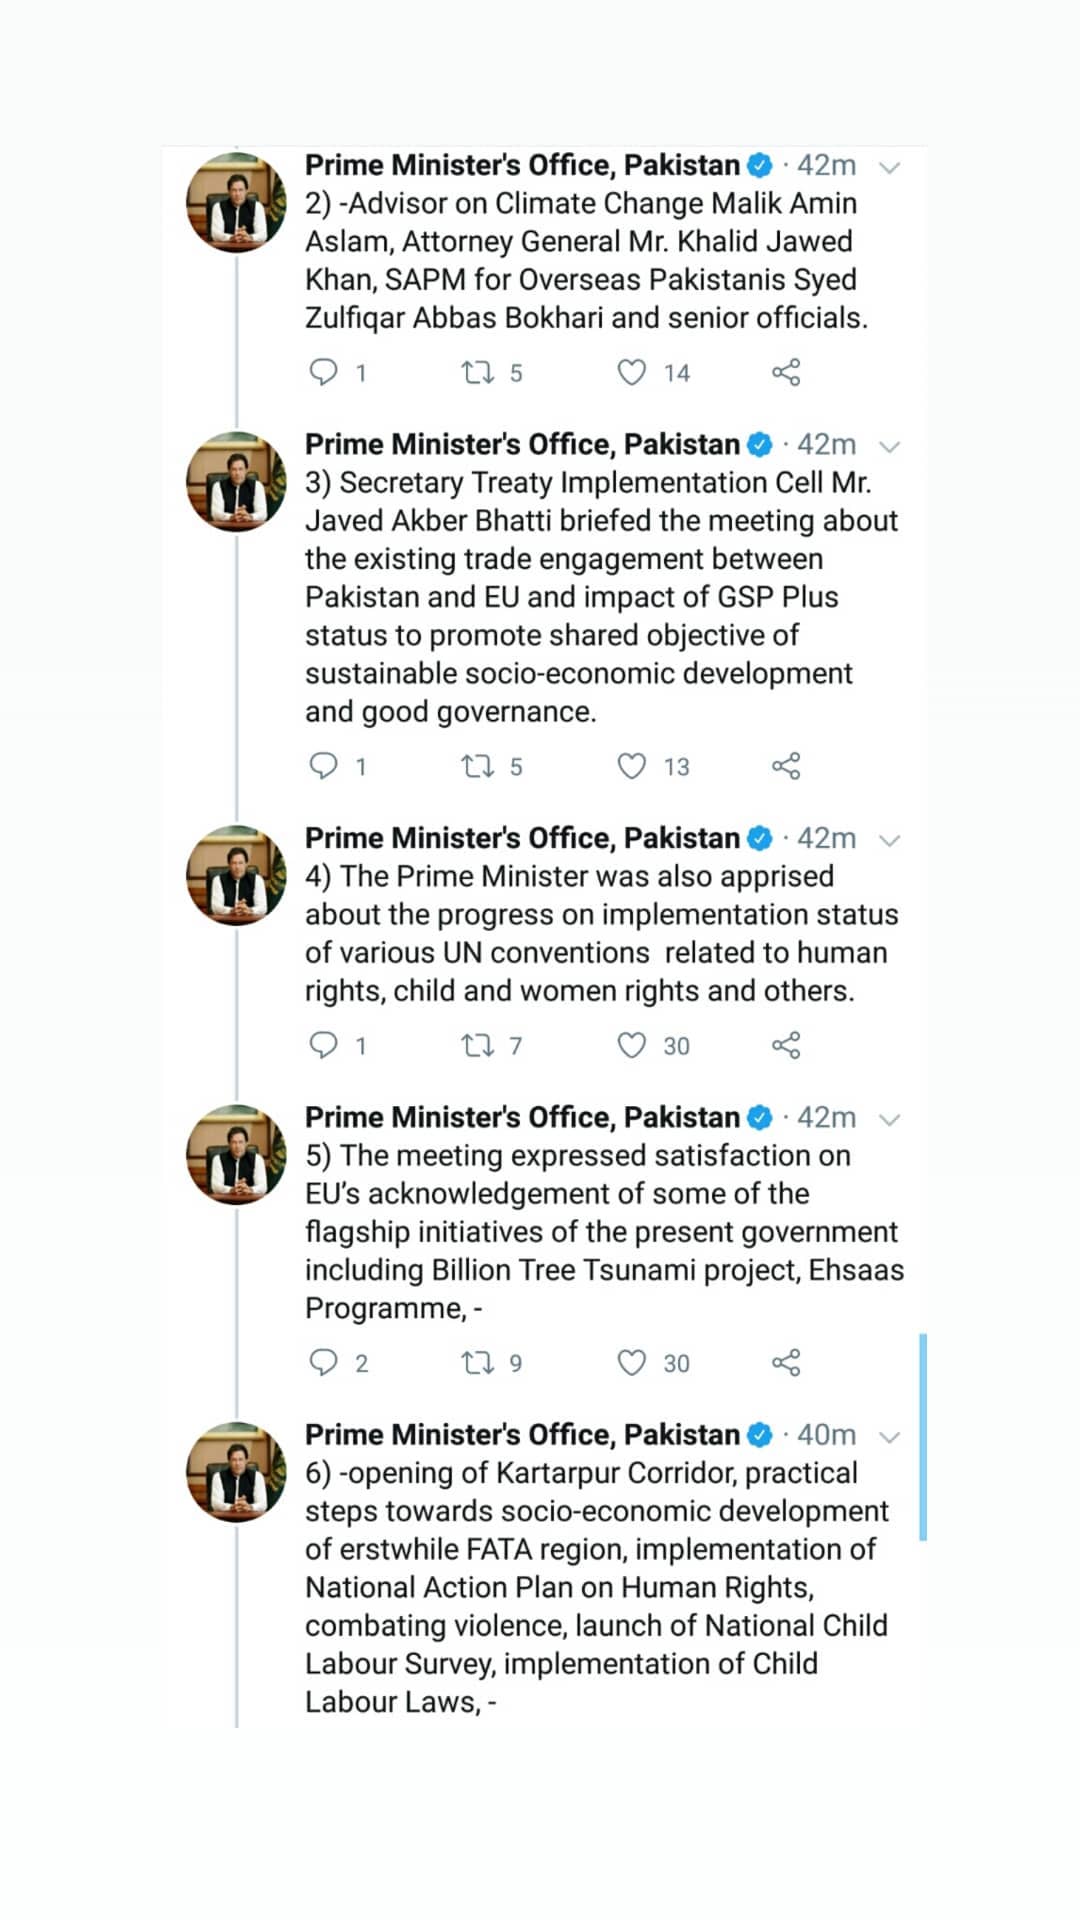 Prime Minister's Office, Pakistan · 42m
2) -Advisor on Climate Change Malik Amin
Aslam, Attorney General Mr. Khalid Jawed
Khan, SAPM for Overseas Pakistanis Syed
Zulfiqar Abbas Bokhari and senior officials.
1 5 14
Prime Minister's Office, Pakistan · 42m
3) Secretary Treaty Implementation Cell Mr.
Javed Akber Bhatti briefed the meeting about
the existing trade engagement between
Pakistan and EU and impact of GSP Plus
status to promote shared objective of
sustainable socio-economic development
and good governance.
1 5 13
Prime Minister's Office, Pakistan · 42m
4) The Prime Minister was also apprised
about the progress on implementation status
of various UN conventions  related to human
rights, child and women rights and others.
1 7 30
Prime Minister's Office, Pakistan · 42m
5) The meeting expressed satisfaction on
EU’s acknowledgement of some of the
flagship initiatives of the present government
including Billion Tree Tsunami project, Ehsaas
Programme, -
2 9 30
Prime Minister's Office, Pakistan · 40m
6) -opening of Kartarpur Corridor, practical
steps towards socio-economic development
of erstwhile FATA region, implementation of
National Action Plan on Human Rights,
combating violence, launch of National Child
Labour Survey, implementation of Child
Labour Laws, -